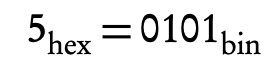 5hex = 0101bin